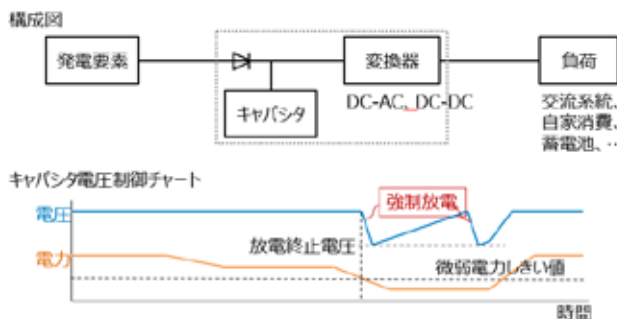 構成図
発電要素
変換器
負荷
キャパシタ
DC-AC、DC-DC
交流系統、
自家消費、
蓄電池、…
キャパシタ電圧制御チャート
電圧
強制放電
放電終止電圧
電力
微弱電力しきい値
時間